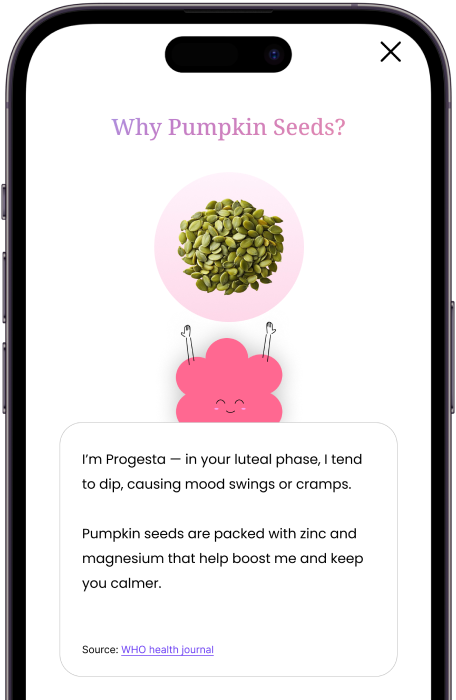 Why Pumpkin Seeds?
I'm Progesta — in your luteal phase, I tend
to dip, causing mood swings or cramps.
Pumpkin seeds are packed with zinc and
magnesium that help boost me and keep
you calmer.
Source: WHO health journal